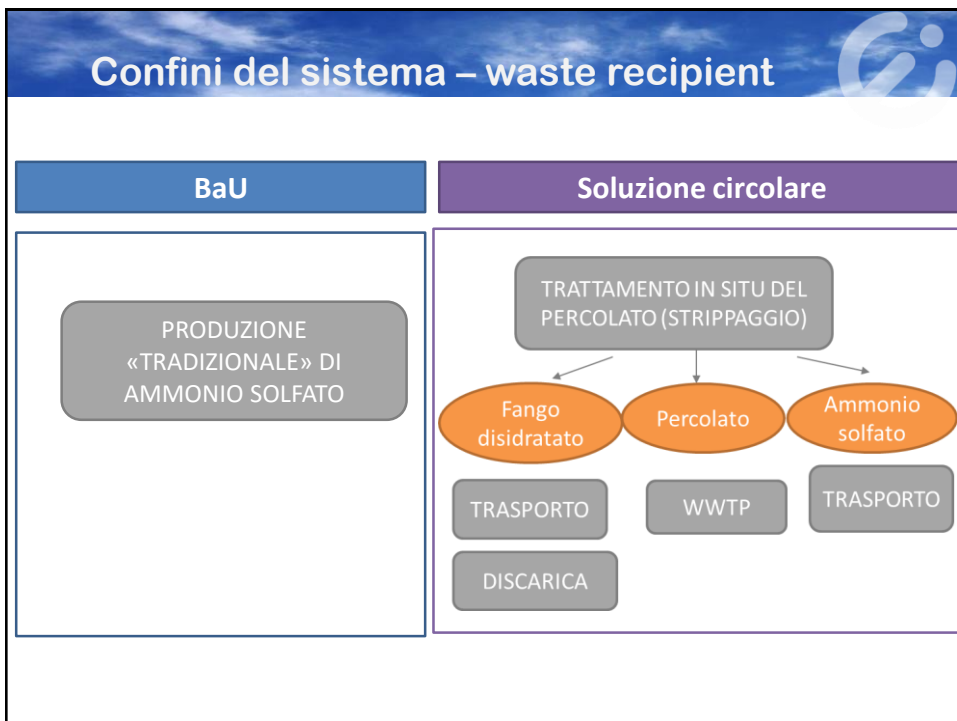 Confini del sistema – waste recipient
BaU
Soluzione circolare
PRODUZIONE
«TRADIZIONALE» DI
AMMONIO SOLFATO
TRATTAMENTO IN SITU DEL
PERCOLATO (STRIPPAGGIO)
Fango
disidratato
Percolato
Ammonio
solfato
TRASPORTO
WWTP
TRASPORTO
DISCARICA